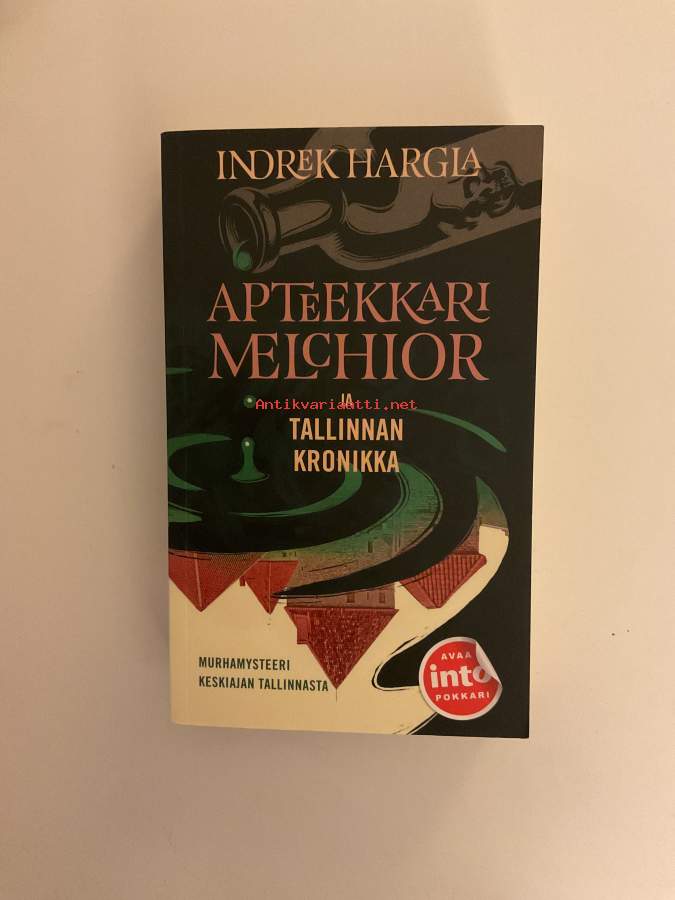 INDREK HARGLA
APTEEKKARI
MELCHIOR
JA
Antikvariaatti.net
TALLINNAN
KRONIKKA
MURHAMYSTEERI
KESKIAJAN TALLINNASTA
AVAA
into
POKKARI